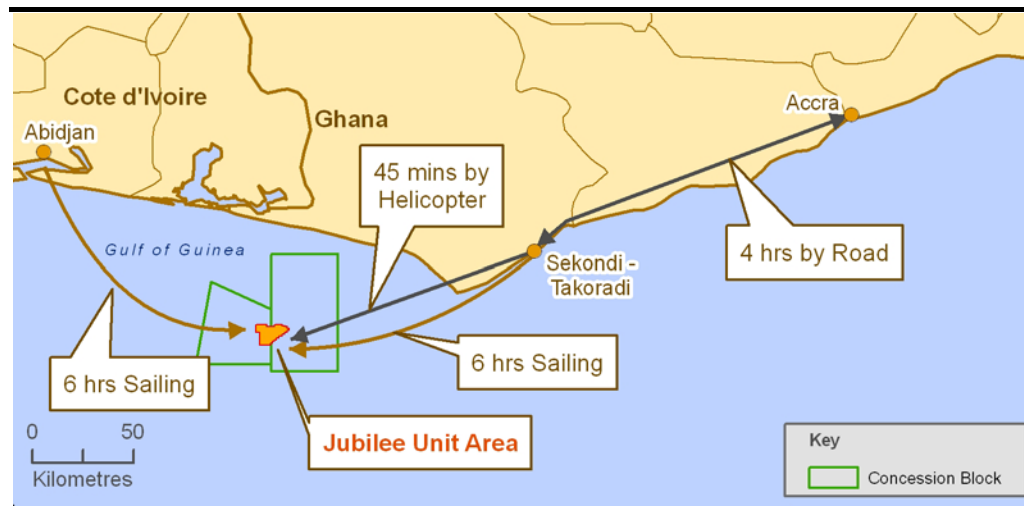 Cote d'Ivoire
Abidjan
Ghana
Accra
45 mins by
Helicopter
Gulf of Guinea
4 hrs by Road
Sekondi -
Takoradi
6 hrs Sailing
6 hrs Sailing
Jubilee Unit Area
0 50
Kilometres
Key
Concession Block